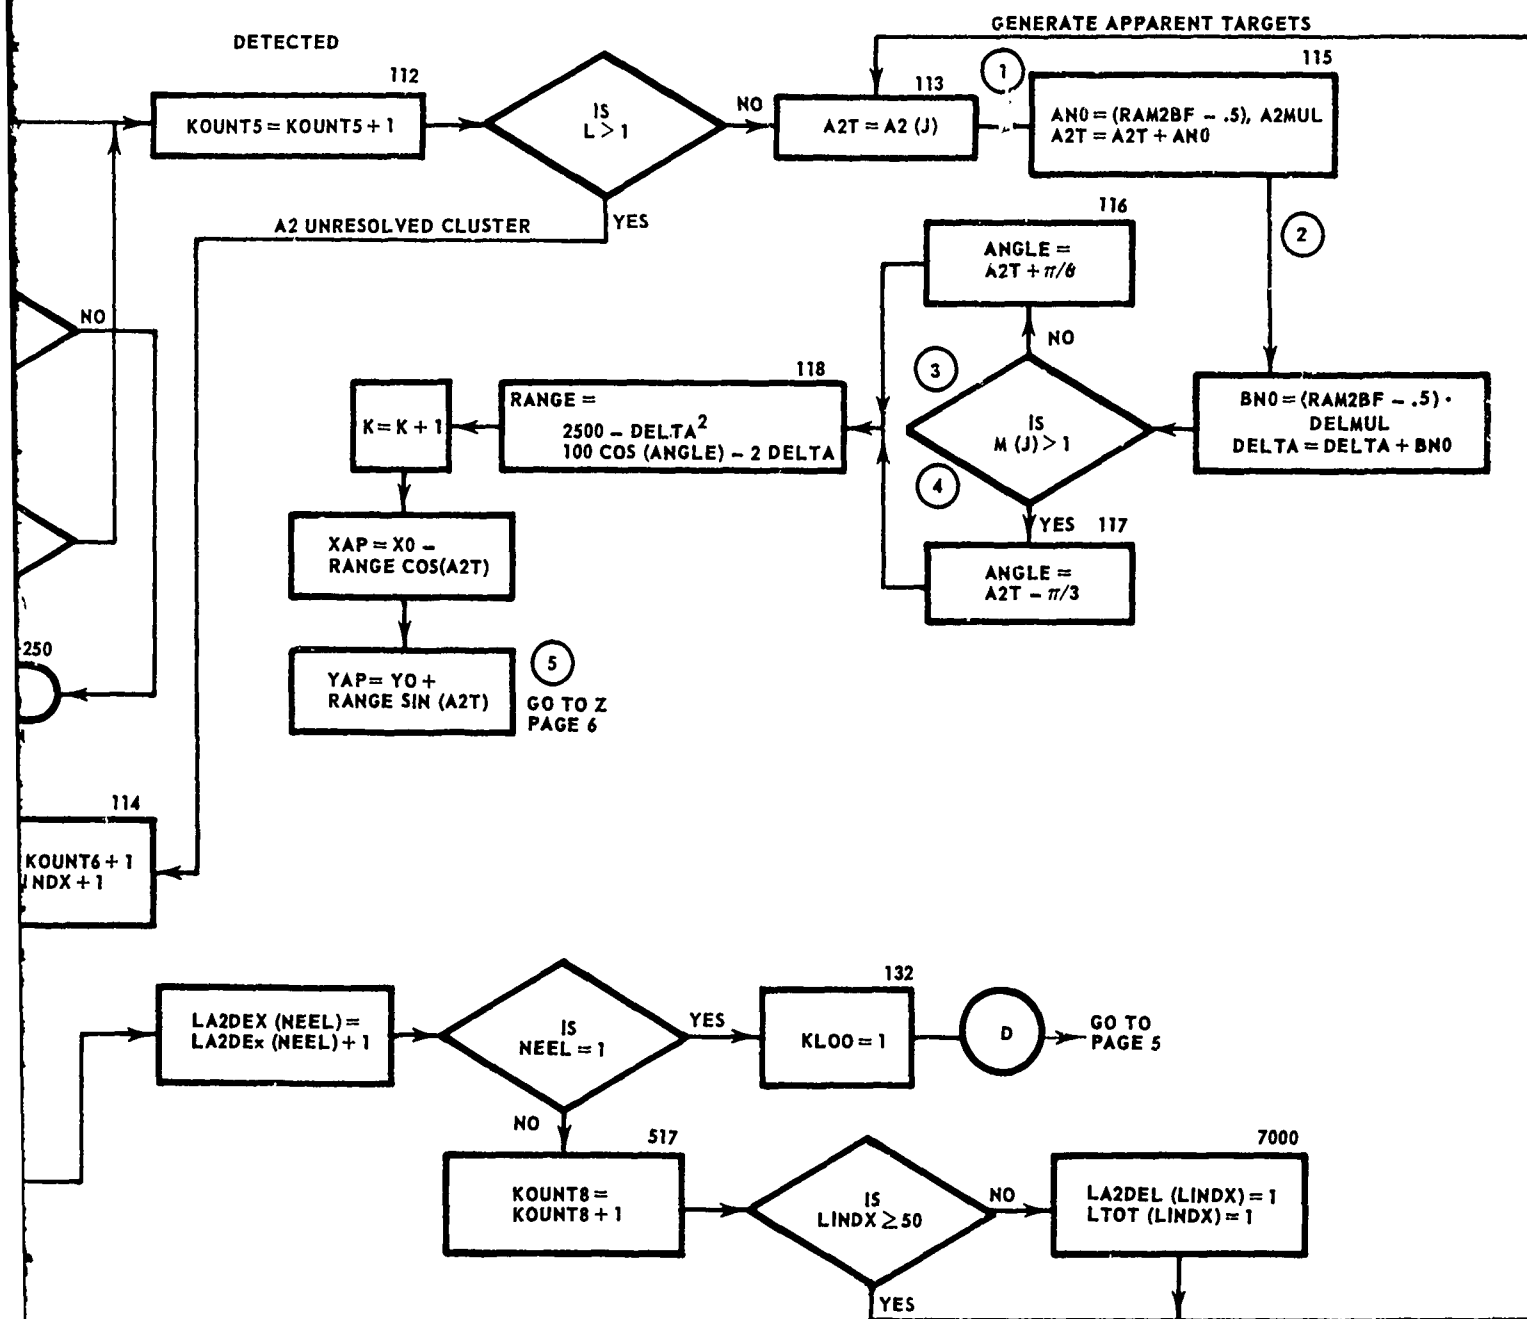 GENERATE APPARENT TARGETS
DETECTED
112
KOUNT5 = KOUNT5 + 1
IS
L > 1
NO
YES
113
A2T = A2 (J)
1
115
AN0 = (RAM2BF - .5), A2MUL
A2T = A2T + AN0
A2 UNRESOLVED CLUSTER
2
116
ANGLE =
A2T + π/6
NO
3
IS
M (J) > 1
4
YES
117
ANGLE =
A2T - π/3
BN0 = (RAM2BF - .5) ·
DELMUL
DELTA = DELTA + BN0
118
RANGE =
2500 - DELTA²
100 COS (ANGLE) - 2 DELTA
K = K + 1
XAP = X0 -
RANGE COS(A2T)
YAP = Y0 +
RANGE SIN (A2T)
5
GO TO Z
PAGE 6
NO
250
114
KOUNT6 + 1
INDX + 1
LA2DEX (NEEL) =
LA2DEx (NEEL) + 1
IS
NEEL = 1
YES
132
KLOO = 1
D
GO TO
PAGE 5
NO
517
KOUNT8 =
KOUNT8 + 1
IS
LINDX ≥ 50
NO
7000
LA2DEL (LINDX) = 1
LTOT (LINDX) = 1
YES